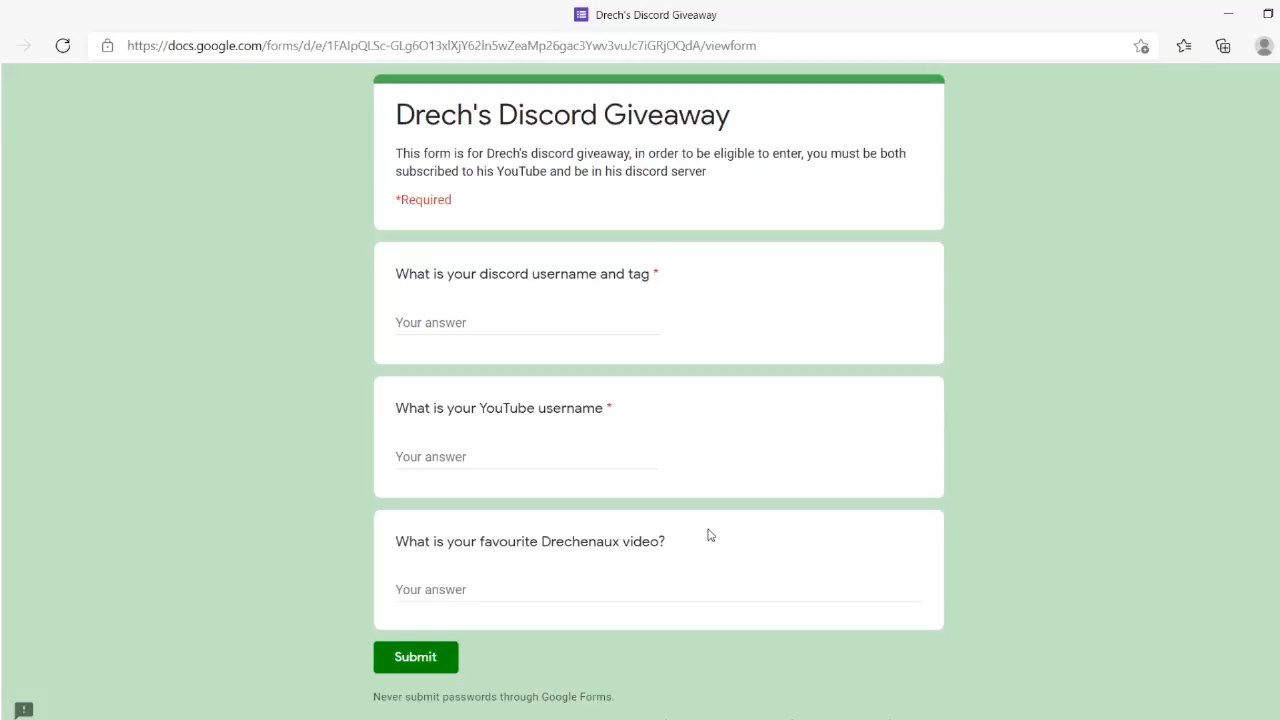 Drech's Discord Giveaway
https://docs.google.com/forms/d/e/1FAIpQLSc-GLg6O13xlXjY62ln5wZeaMp26gac3Ywv3vuJc7iGRjOQdA/viewform
Drech's Discord Giveaway
This form is for Drech's discord giveaway, in order to be eligible to enter, you must be both
subscribed to his YouTube and be in his discord server
*Required
What is your discord username and tag *
Your answer
What is your YouTube username *
Your answer
What is your favourite Drechenaux video?
Your answer
Submit
Never submit passwords through Google Forms.